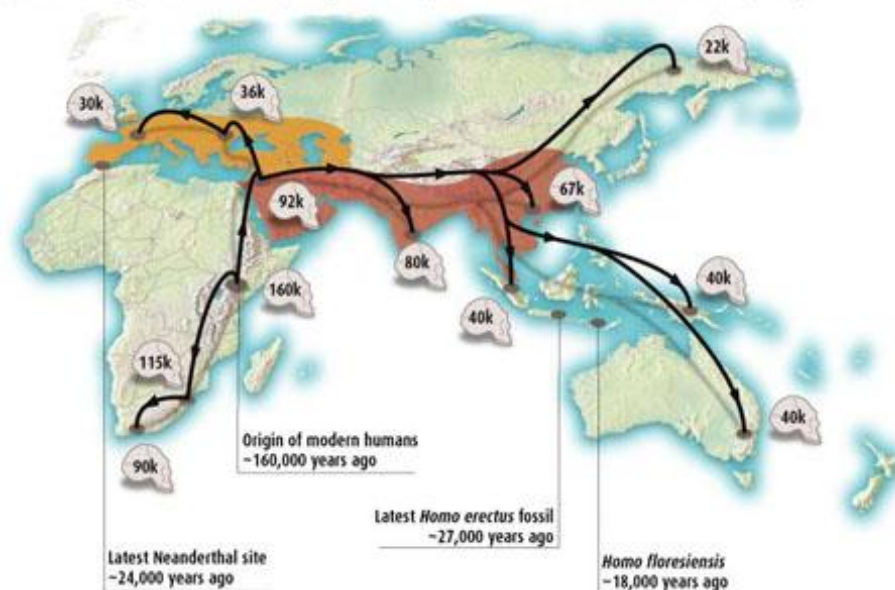 22k
30k
36k
92k
67k
80k
160k
40k
40k
115k
40k
90k
Origin of modern humans
~160,000 years ago
Latest Homo erectus fossil
~27,000 years ago
Latest Neanderthal site
~24,000 years ago
Homo floresiensis
~18,000 years ago